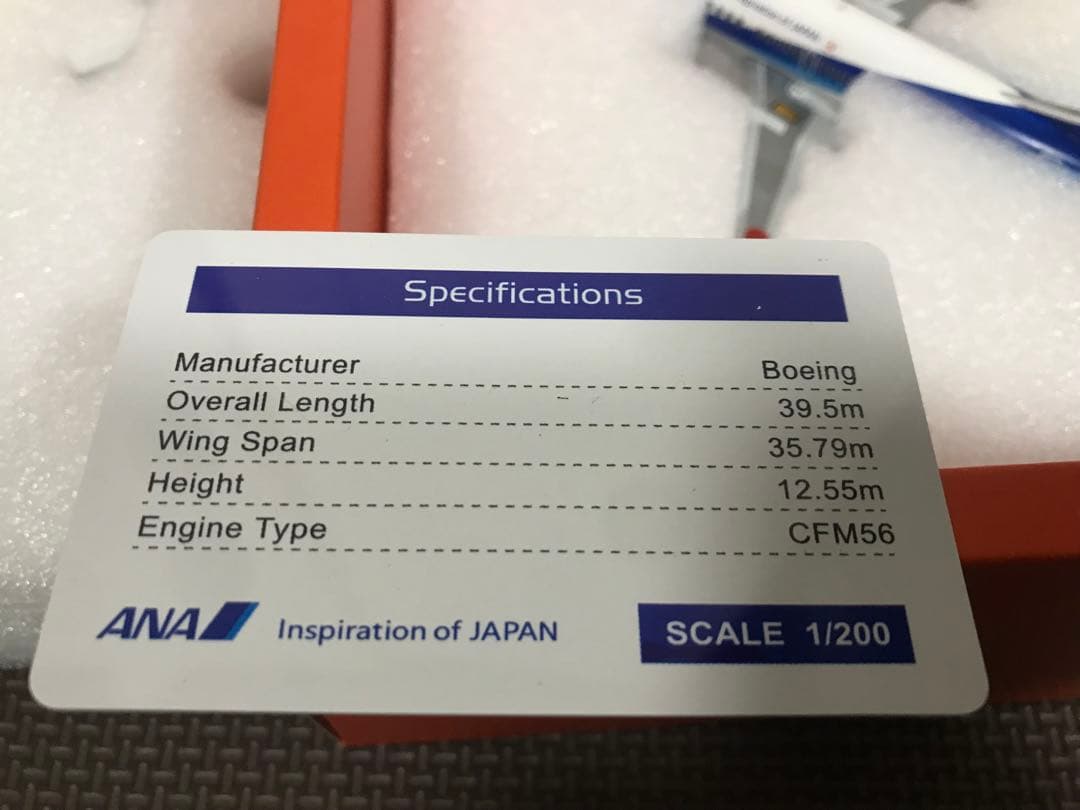 Specifications
Manufacturer Boeing
Overall Length 39.5m
Wing Span 35.79m
Height 12.55m
Engine Type CFM56
ANA Inspiration of JAPAN
SCALE 1/200